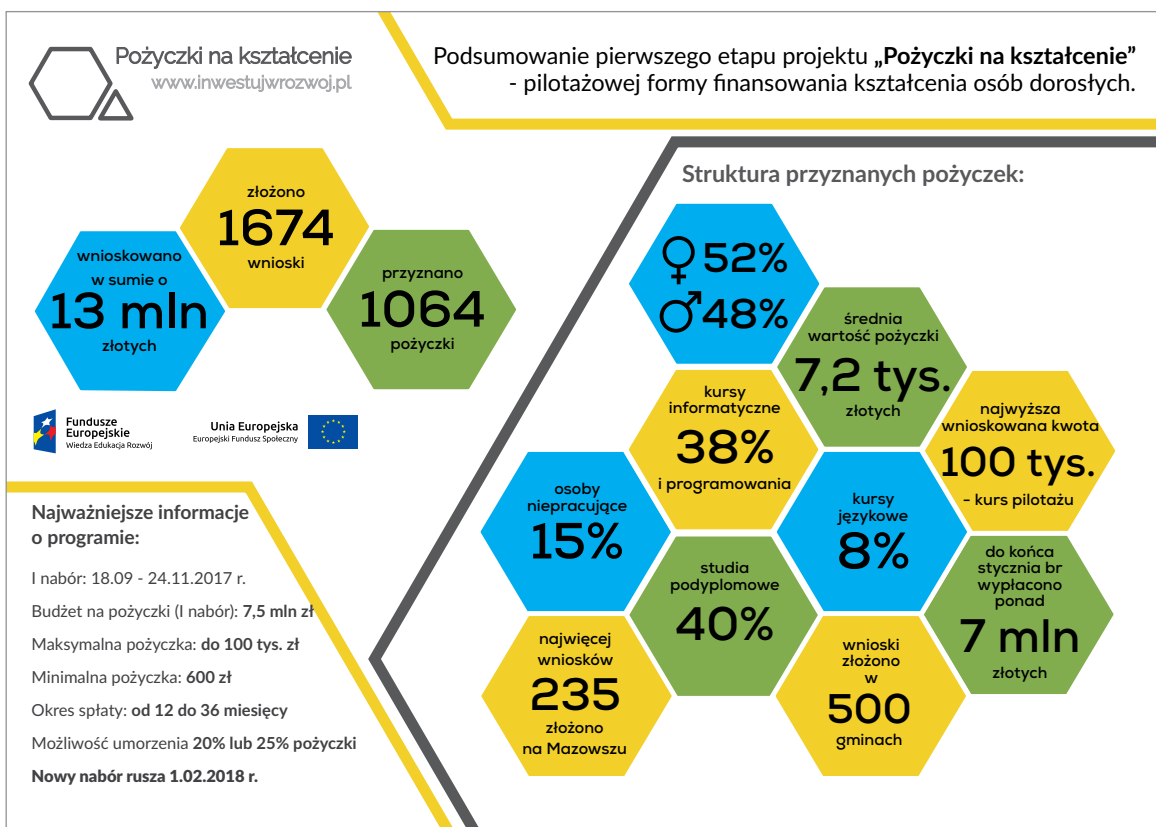 Pożyczki na kształcenie
www.inwestujwrozwoj.pl
Podsumowanie pierwszego etapu projektu „Pożyczki na kształcenie”
- pilotażowej formy finansowania kształcenia osób dorosłych.
złożono
1674
wnioski
wnioskowano
w sumie o
13 mln
złotych
przyznano
1064
pożyczki
Fundusze
Europejskie
Wiedza Edukacja Rozwój
Unia Europejska
Europejski Fundusz Społeczny
Najważniejsze informacje
o programie:
I nabór: 18.09 - 24.11.2017 r.
Budżet na pożyczki (I nabór): 7,5 mln zł
Maksymalna pożyczka: do 100 tys. zł
Minimalna pożyczka: 600 zł
Okres spłaty: od 12 do 36 miesięcy
Możliwość umorzenia 20% lub 25% pożyczki
Nowy nabór rusza 1.02.2018 r.
Struktura przyznanych pożyczek:
♀ 52%
♂ 48%
średnia
wartość pożyczki
7,2 tys.
złotych
kursy
informatyczne
38%
i programowania
najwyższa
wnioskowana kwota
100 tys.
- kurs pilotażu
osoby
niepracujące
15%
kursy
językowe
8%
studia
podyplomowe
40%
do końca
stycznia br
wypłacono
ponad
7 mln
złotych
najwięcej
wniosków
235
złożono
na Mazowszu
wnioski
złożono
w
500
gminach